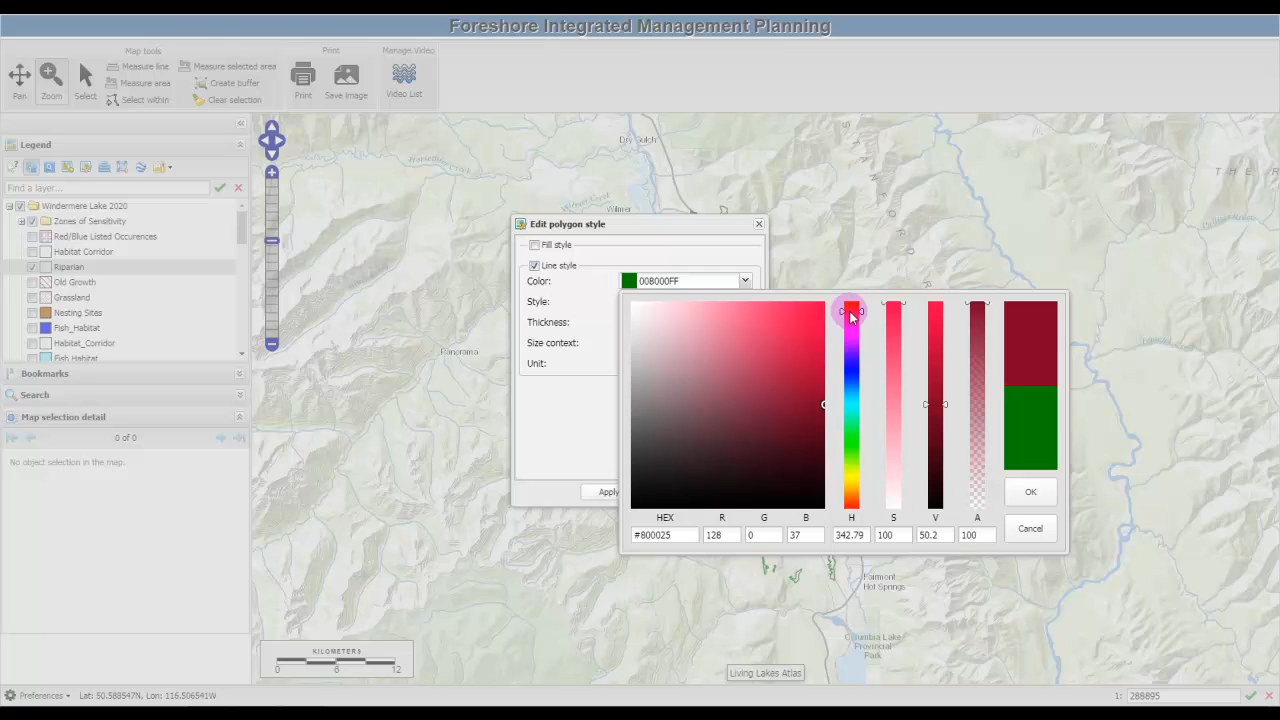 Foreshore Integrated Management Planning
Map tools
Print
Manage Video
Measure line
Measure selected area
Measure area
Create buffer
Pan
Zoom
Select
Select within
Clear selection
Print
Save image
Video List
Legend
Find a layer...
Windermere Lake 2020
Zones of Sensitivity
Red/Blue Listed Occurences
Habitat Corridor
Riparian
Old Growth
Grassland
Nesting Sites
Fish_Habitat
Habitat_Corridor
Fish Habitat
Bookmarks
Search
Map selection detail
0 of 0
No object selection in the map.
Dry Gulch
Wilmer
Panorama
Edit polygon style
Fill style
Line style
Color:
008000FF
Style:
Thickness:
Size context:
Unit:
Apply
HEX R G B H S V A
#800025 128 0 37 342.79 100 50.2 100
OK
Cancel
Fairmont
Hot Springs
Columbia Lake
Provincial
Park
KILOMETERS
0 6 12
Living Lakes Atlas
Preferences
Lat: 50.588547N, Lon: 116.506541W
1: 288895